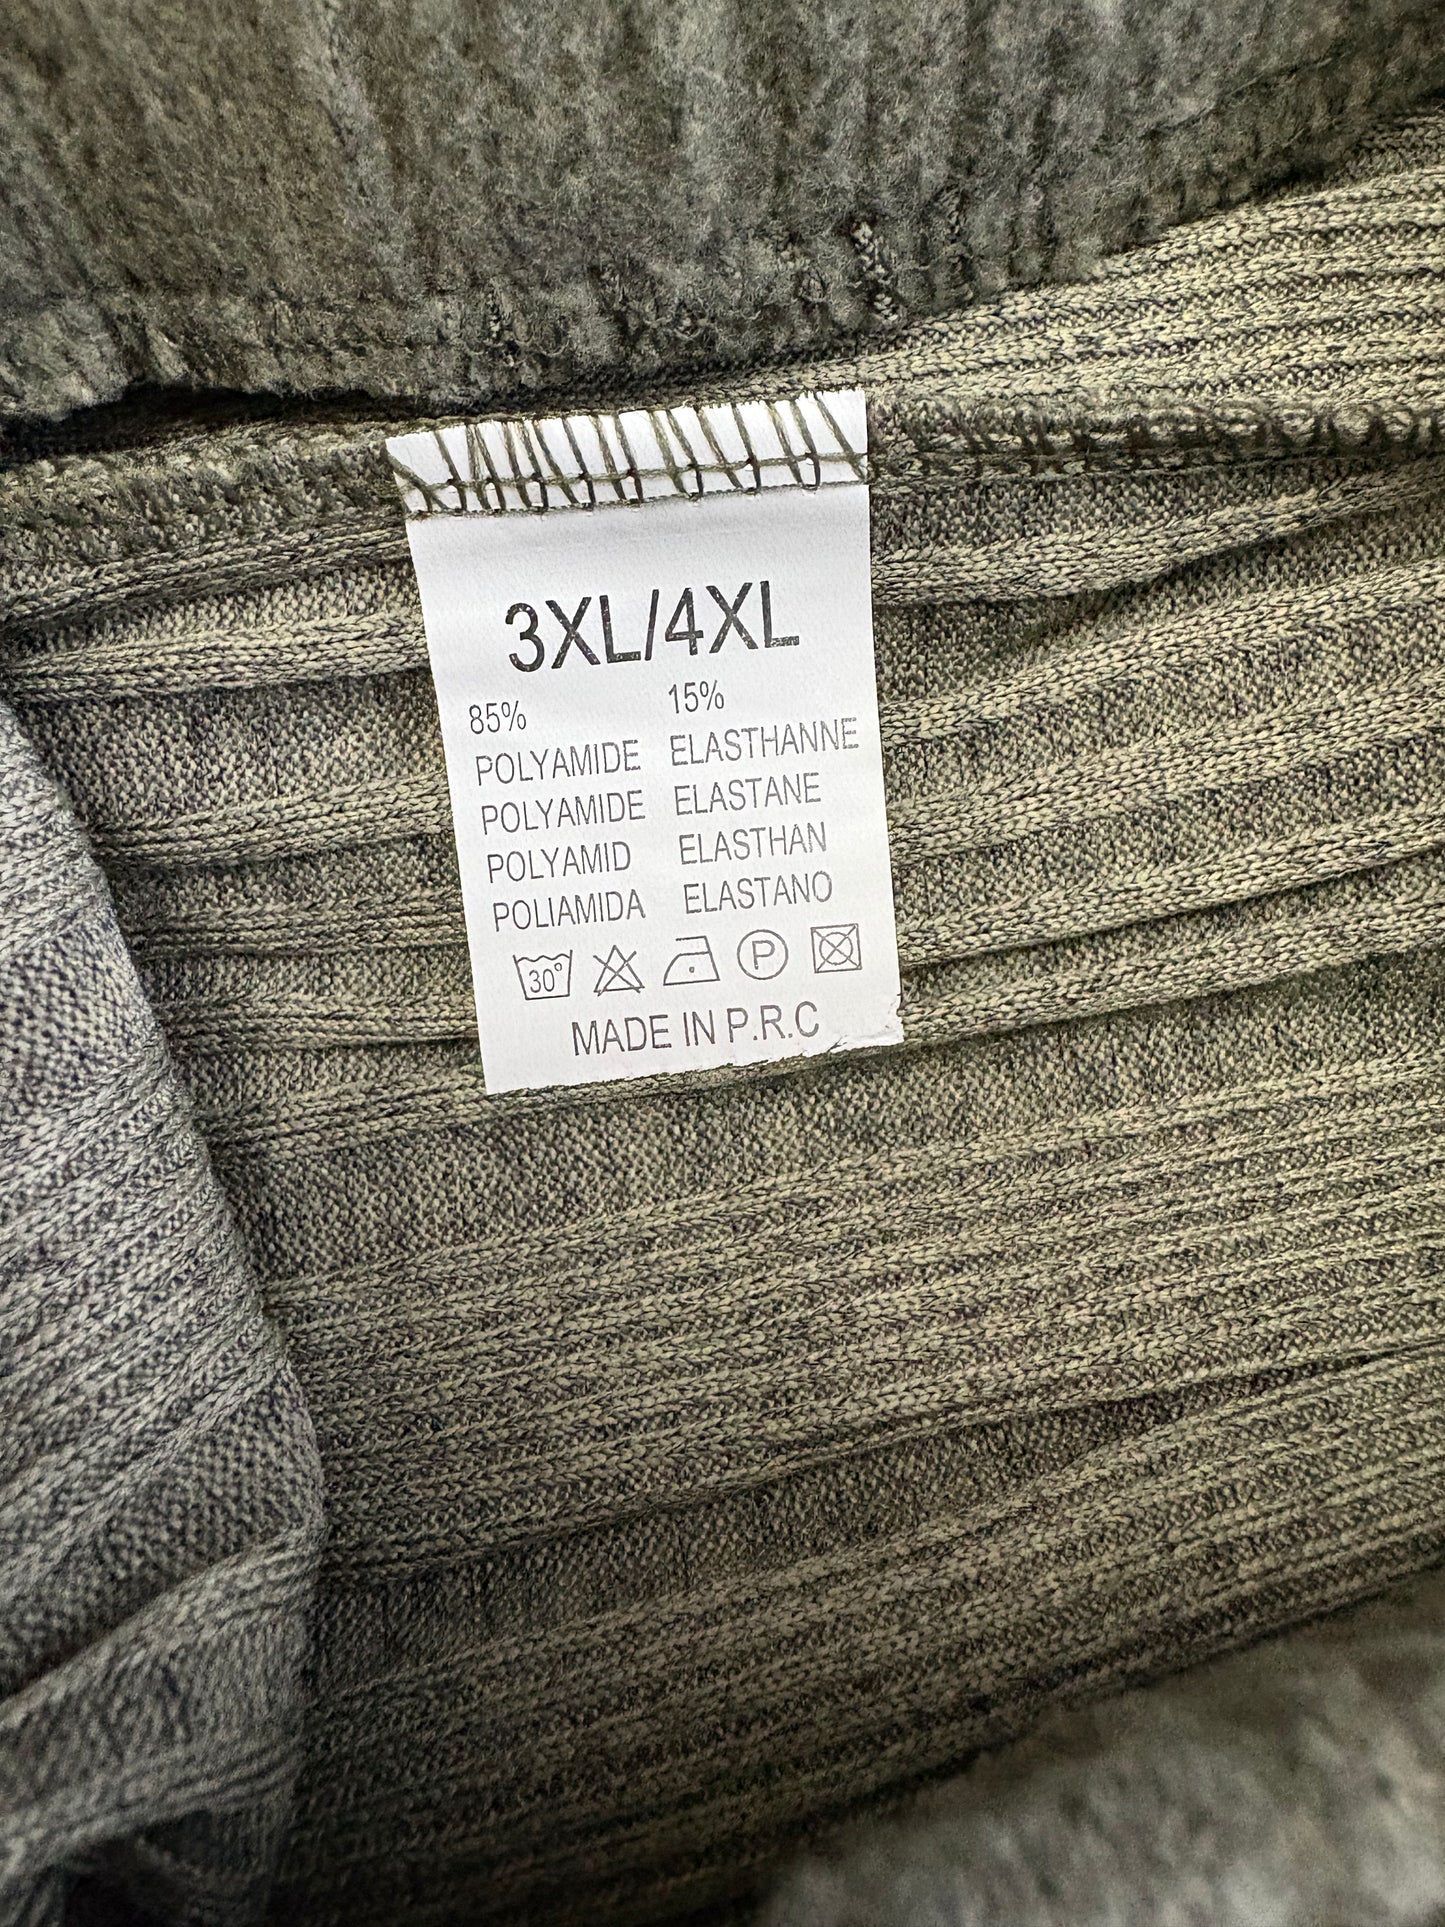 3XL/4XL
85% 15%
POLYAMIDE ELASTHANNE
POLYAMIDE ELASTANE
POLYAMID ELASTHAN
POLIAMIDA ELASTANO
30° P
MADE IN P.R.C